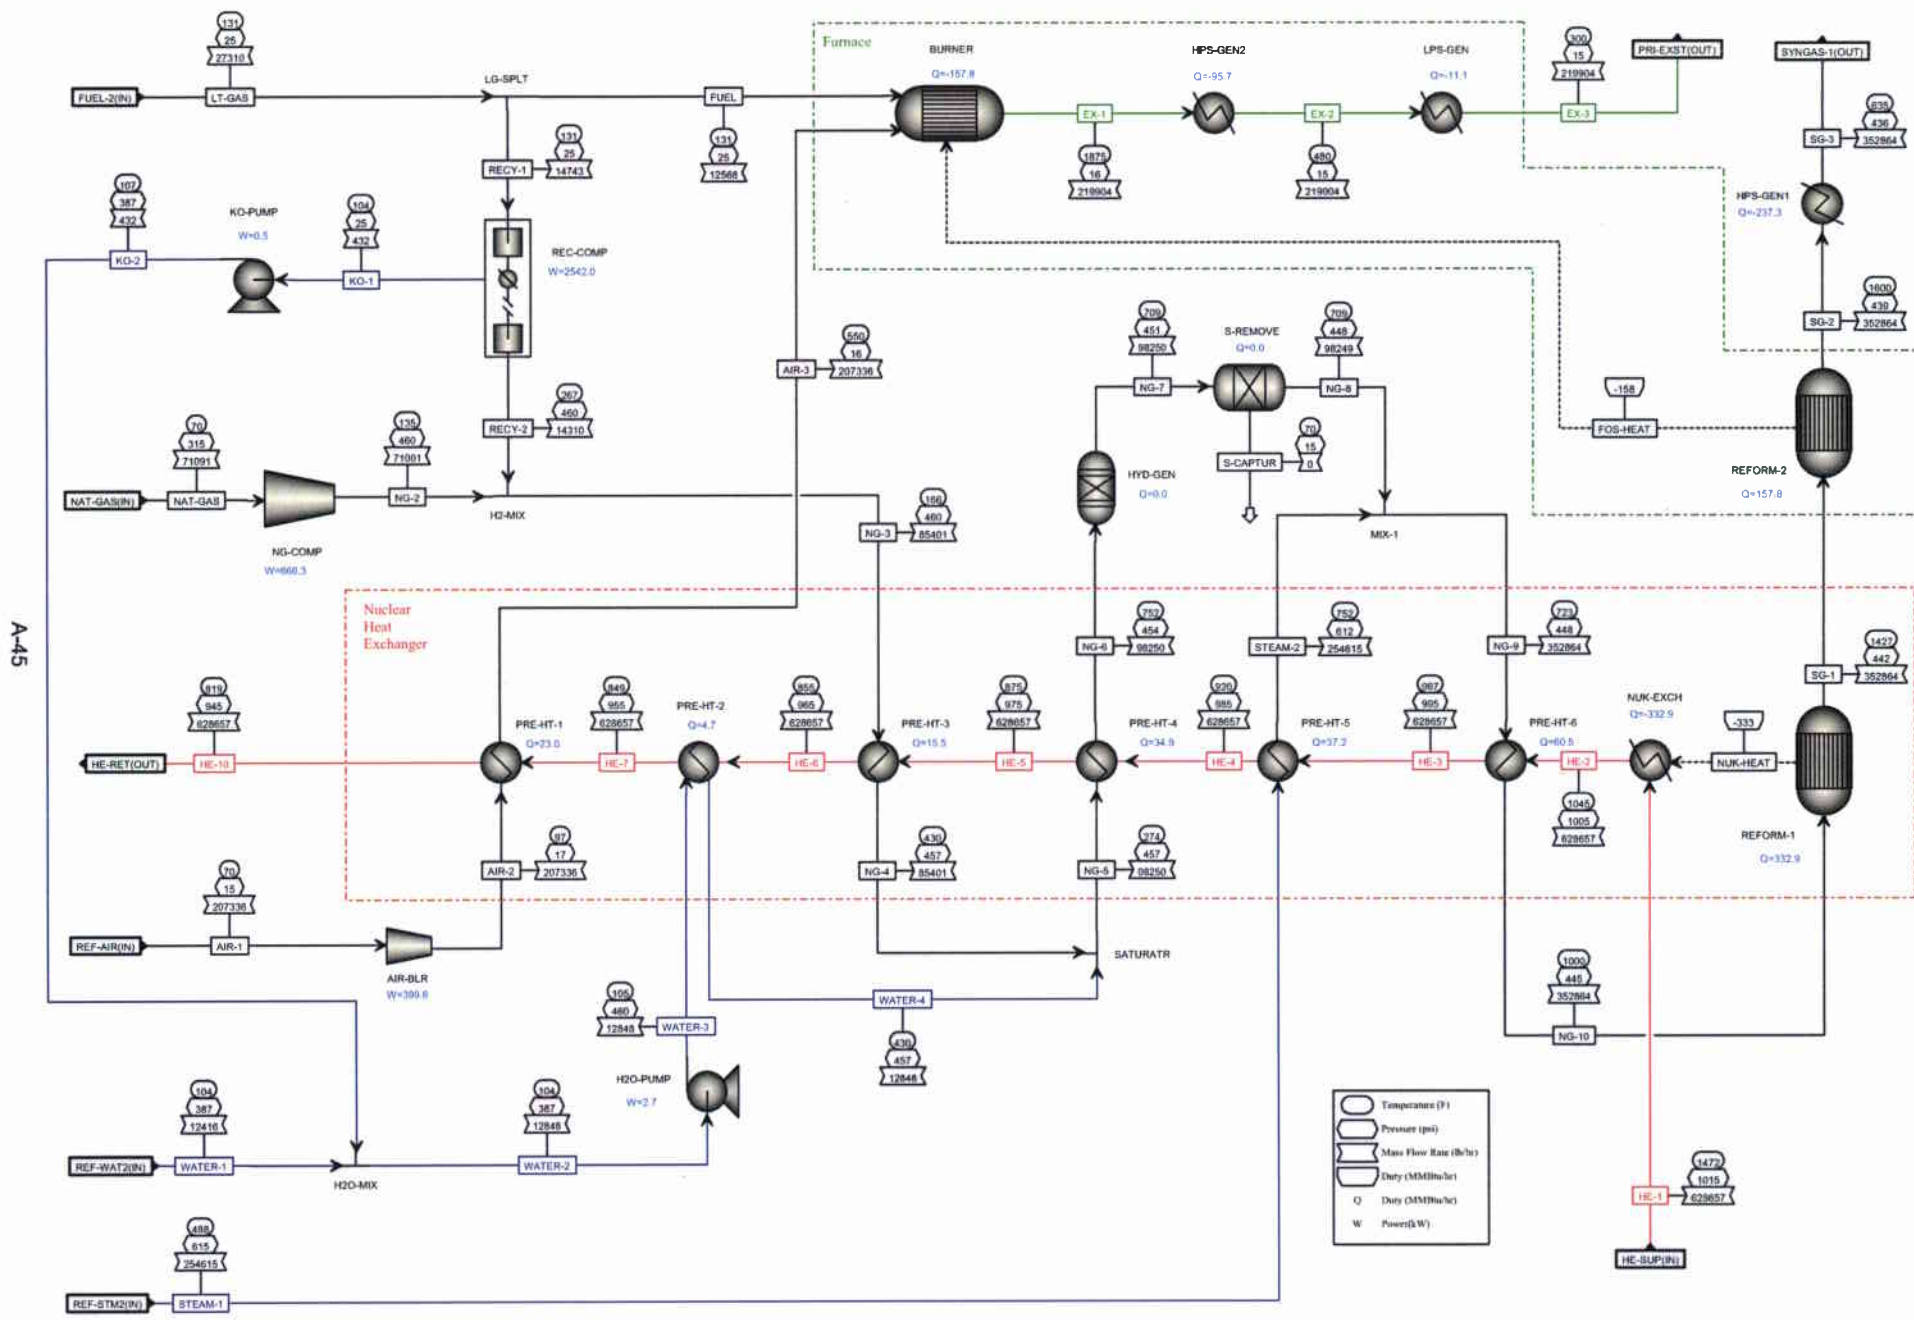 131
25
27310
FUEL-2(IN)
LT-GAS
LG-SPLT
FUEL
131
25
12568
Furnace
BURNER
Q=-157.8
EX-1
1875
16
219904
HPS-GEN2
Q=-95.7
EX-2
480
15
219904
LPS-GEN
Q=-11.1
300
15
219904
EX-3
PRI-EXST(OUT)
SYNGAS-1(OUT)
635
436
352864
SG-3
HPS-GEN1
Q=-237.3
1600
439
352864
SG-2
131
25
14743
RECY-1
107
387
432
KO-2
KO-PUMP
W=0.5
104
25
432
KO-1
REC-COMP
W=2542.0
267
460
14310
RECY-2
550
16
207336
AIR-3
709
451
98250
NG-7
S-REMOVE
Q=0.0
709
448
98249
NG-8
70
15
0
S-CAPTUR
HYD-GEN
Q=0.0
-158
FOS-HEAT
REFORM-2
Q=157.8
70
315
71091
NAT-GAS(IN)
NAT-GAS
NG-COMP
135
460
71091
NG-2
H2-MIX
166
460
85401
NG-3
MIX-1
Nuclear
Heat
Exchanger
752
454
98250
NG-6
752
612
254615
STEAM-2
723
448
352864
NG-9
1427
442
352864
SG-1
819
945
628657
HE-RET(OUT)
HE-10
PRE-HT-1
Q=23.0
849
955
628657
HE-7
PRE-HT-2
Q=4.7
855
965
628657
HE-6
PRE-HT-3
Q=15.5
875
975
628657
HE-5
PRE-HT-4
Q=34.9
920
985
628657
HE-4
PRE-HT-5
Q=37.2
967
995
628657
HE-3
PRE-HT-6
Q=60.5
HE-2
1045
1005
628657
NUK-EXCH
Q=-332.9
-333
NUK-HEAT
REFORM-1
Q=332.9
A-45
97
17
207336
AIR-2
430
457
85401
NG-4
274
457
98250
NG-5
70
15
207336
REF-AIR(IN)
AIR-1
AIR-BLR
W=399.8
SATURATR
WATER-4
430
457
12848
105
460
12848
WATER-3
H2O-PUMP
W=2.7
1000
445
352864
NG-10
104
387
12416
REF-WAT2(IN)
WATER-1
H2O-MIX
104
387
12848
WATER-2
Temperature (F)
Pressure (psi)
Mass Flow Rate (lb/hr)
Duty (MMBtu/hr)
Q Duty (MMBtu/hr)
W Power(kW)
1472
1015
628657
HE-1
HE-SUP(IN)
488
615
254615
REF-STM2(IN)
STEAM-1